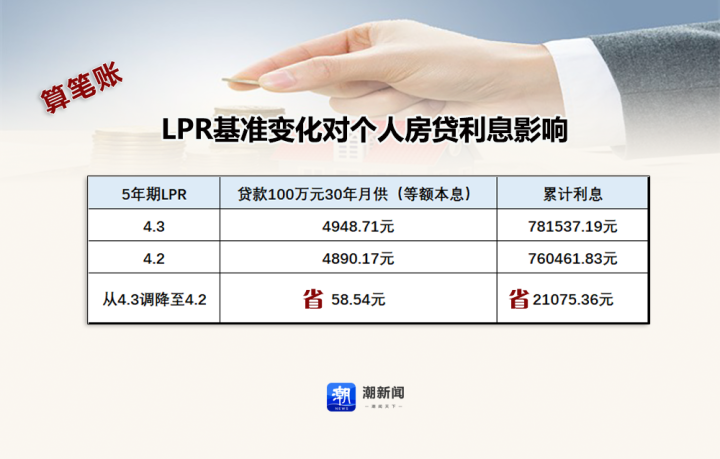 算笔账
LPR基准变化对个人房贷利息影响
5年期LPR 贷款100万元30年月供（等额本息） 累计利息
4.3 4948.71元 781537.19元
4.2 4890.17元 760461.83元
从4.3调降至4.2 省 58.54元 省 21075.36元
潮 潮新闻
NEWS